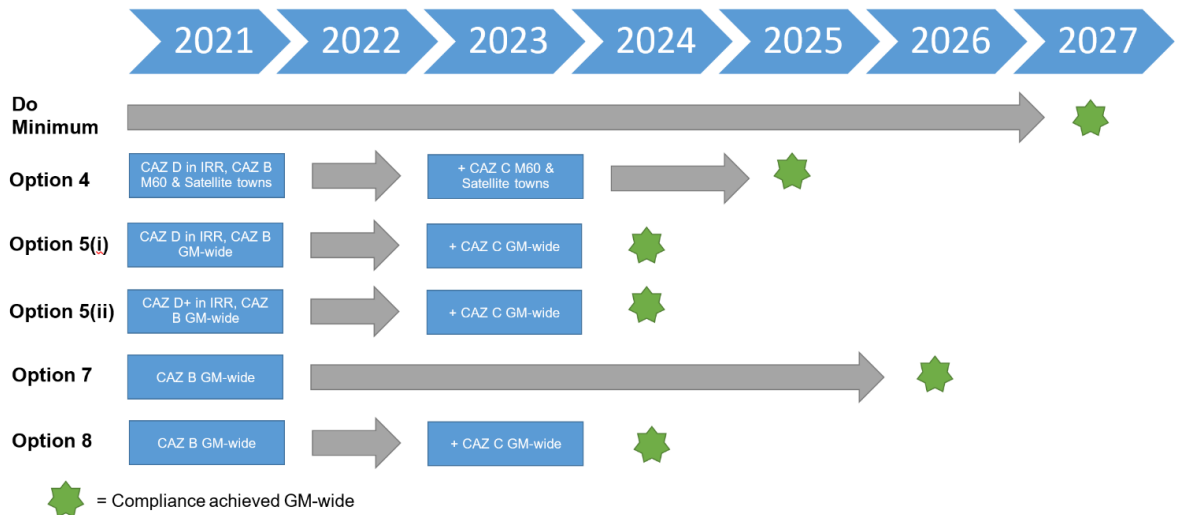 2021 2022 2023 2024 2025 2026 2027
Do
Minimum
Option 4
CAZ D in IRR, CAZ B
M60 & Satellite towns
+ CAZ C M60 &
Satellite towns
Option 5(i)
CAZ D in IRR, CAZ B
GM-wide
+ CAZ C GM-wide
Option 5(ii)
CAZ D+ in IRR, CAZ
B GM-wide
+ CAZ C GM-wide
Option 7
CAZ B GM-wide
Option 8
CAZ B GM-wide
+ CAZ C GM-wide
= Compliance achieved GM-wide